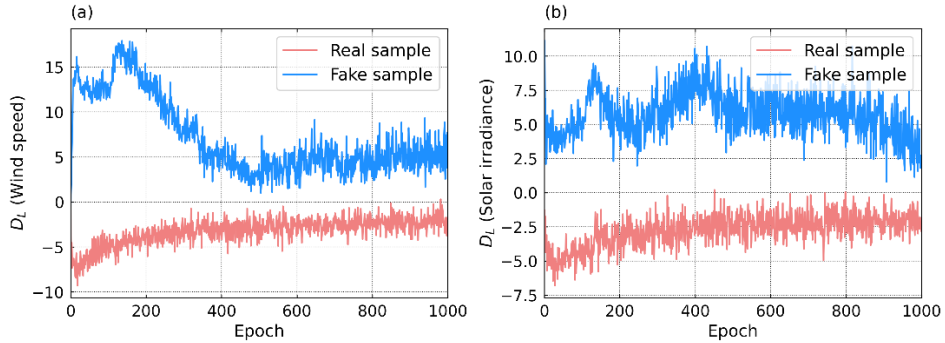 (a)
15
10
5
0
−5
−10
D_L (Wind speed)
Real sample
Fake sample
0
200
400
600
800
1000
Epoch
(b)
10.0
7.5
5.0
2.5
0.0
−2.5
−5.0
−7.5
D_L (Solar irradiance)
Real sample
Fake sample
0
200
400
600
800
1000
Epoch